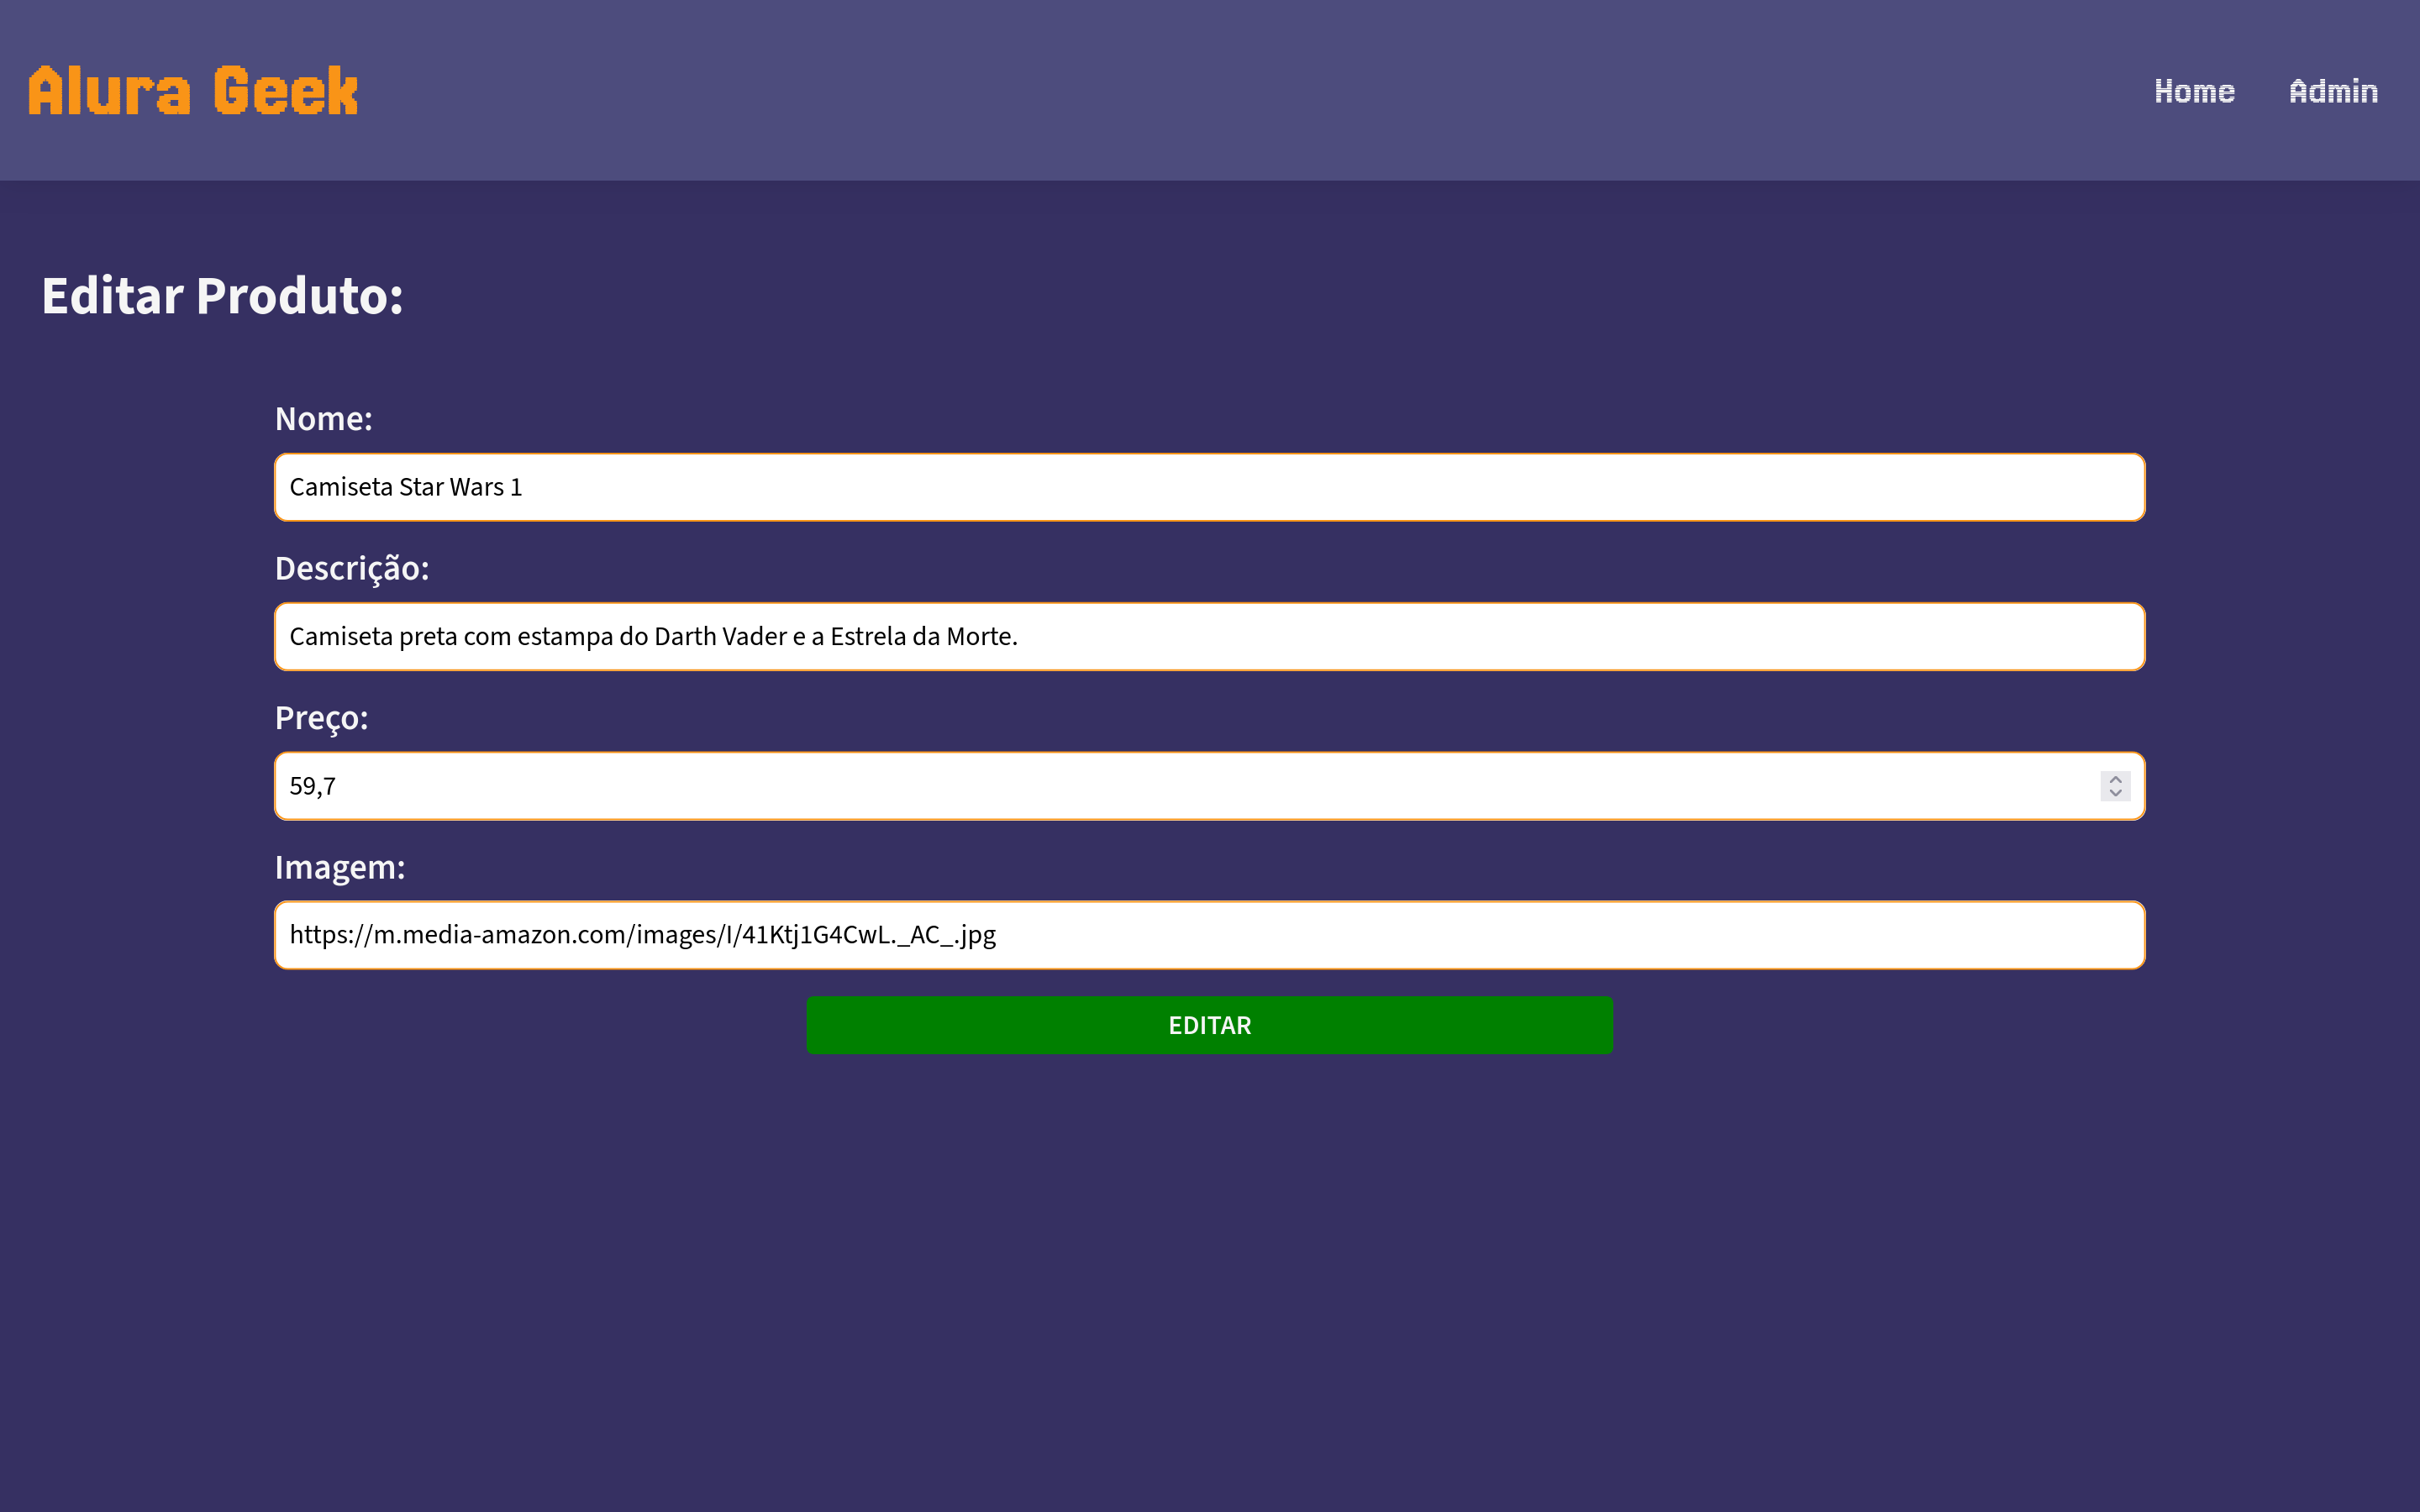 Alura Geek
Home Admin
Editar Produto:
Nome:
Camiseta Star Wars 1
Descrição:
Camiseta preta com estampa do Darth Vader e a Estrela da Morte.
Preço:
59,7
Imagem:
https://m.media-amazon.com/images/I/41Ktj1G4CwL._AC_.jpg
EDITAR